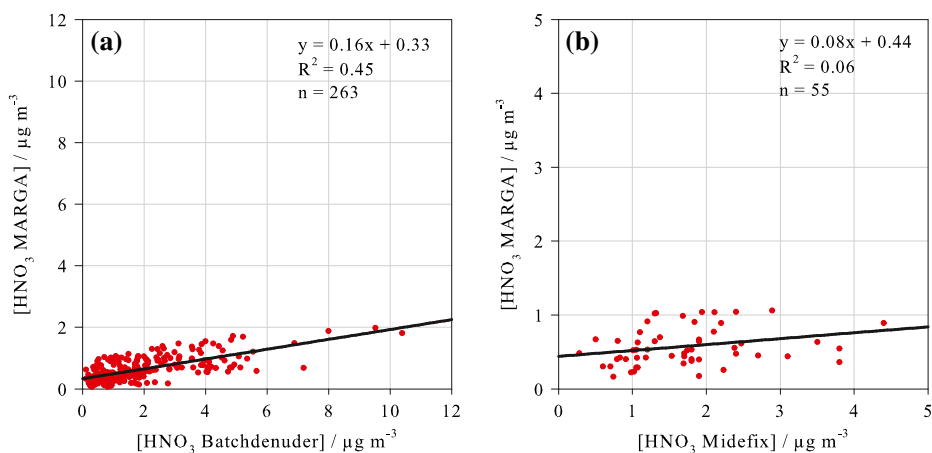 (a)
y = 0.16x + 0.33
R² = 0.45
n = 263
12
10
8
6
4
2
0
[HNO₃ MARGA] / µg m⁻³
0 2 4 6 8 10 12
[HNO₃ Batchdenuder] / µg m⁻³
(b)
y = 0.08x + 0.44
R² = 0.06
n = 55
5
4
3
2
1
0
[HNO₃ MARGA] / µg m⁻³
0 1 2 3 4 5
[HNO₃ Midefix] / µg m⁻³